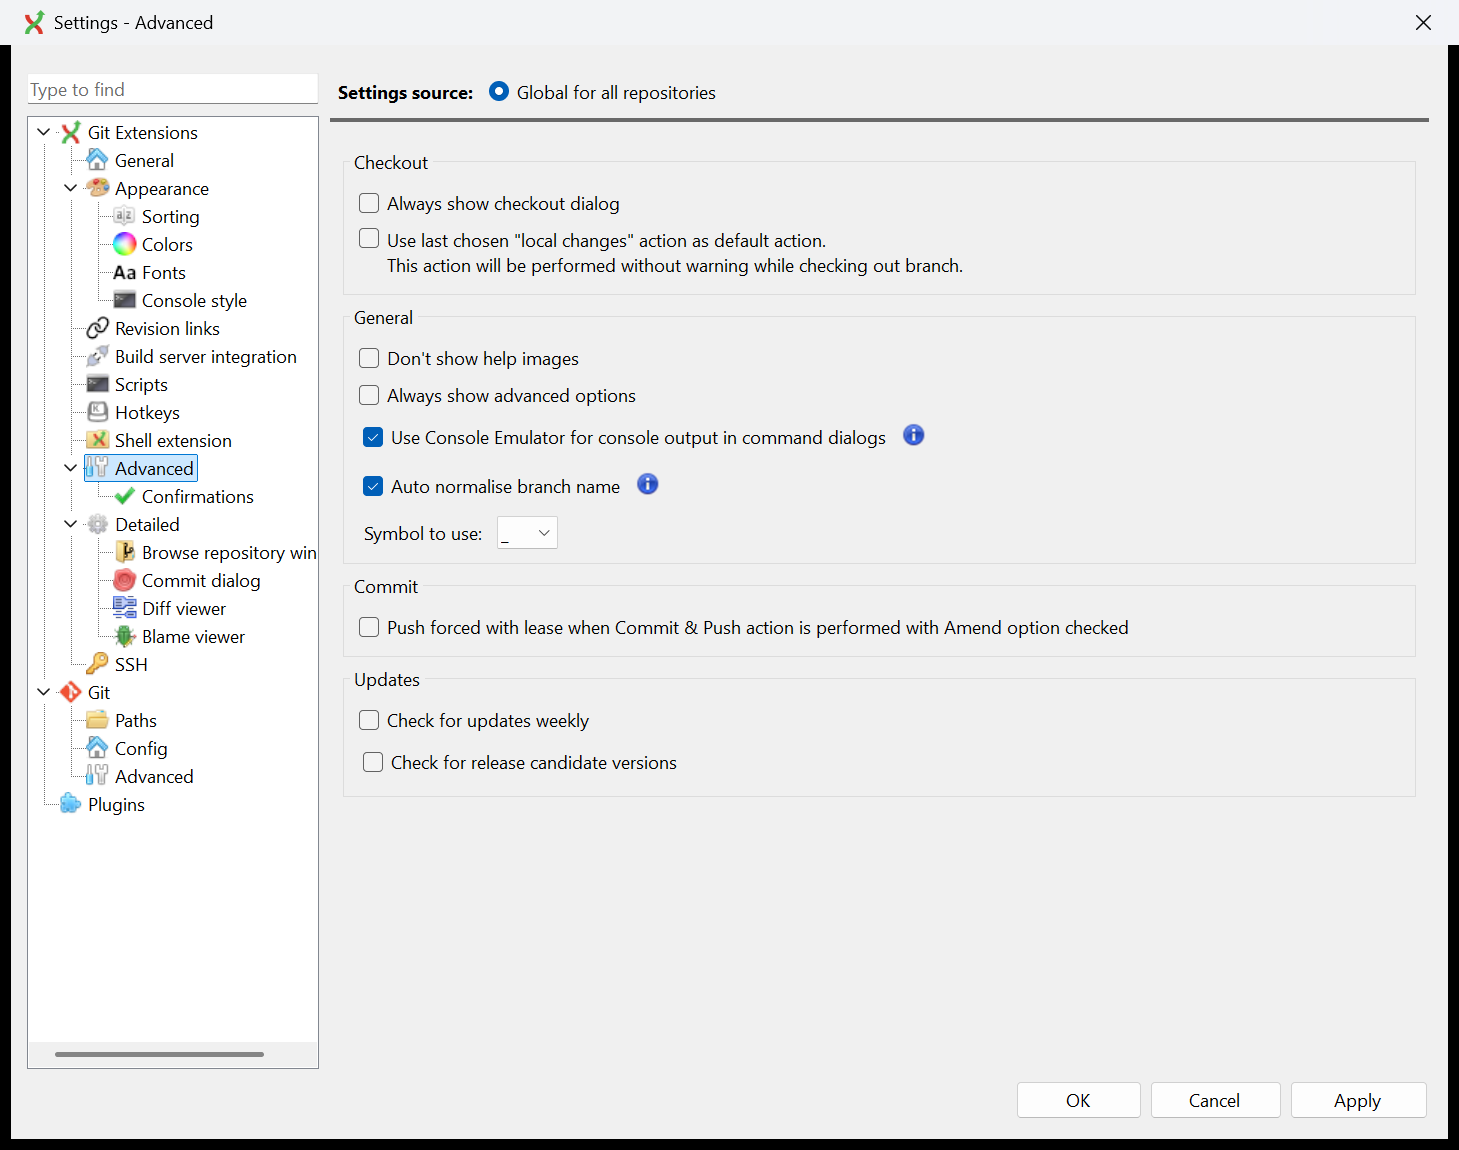 Settings - Advanced
Type to find
Git Extensions
General
Appearance
a z
Sorting
Colors
Aa Fonts
Console style
Revision links
Build server integration
Scripts
K
Hotkeys
Shell extension
Advanced
Confirmations
Detailed
Browse repository win
Commit dialog
Diff viewer
Blame viewer
SSH
Git
Paths
Config
Advanced
Plugins
Settings source: Global for all repositories
Checkout
Always show checkout dialog
Use last chosen "local changes" action as default action.
This action will be performed without warning while checking out branch.
General
Don't show help images
Always show advanced options
Use Console Emulator for console output in command dialogs
Auto normalise branch name
Symbol to use: _
Commit
Push forced with lease when Commit & Push action is performed with Amend option checked
Updates
Check for updates weekly
Check for release candidate versions
OK Cancel Apply